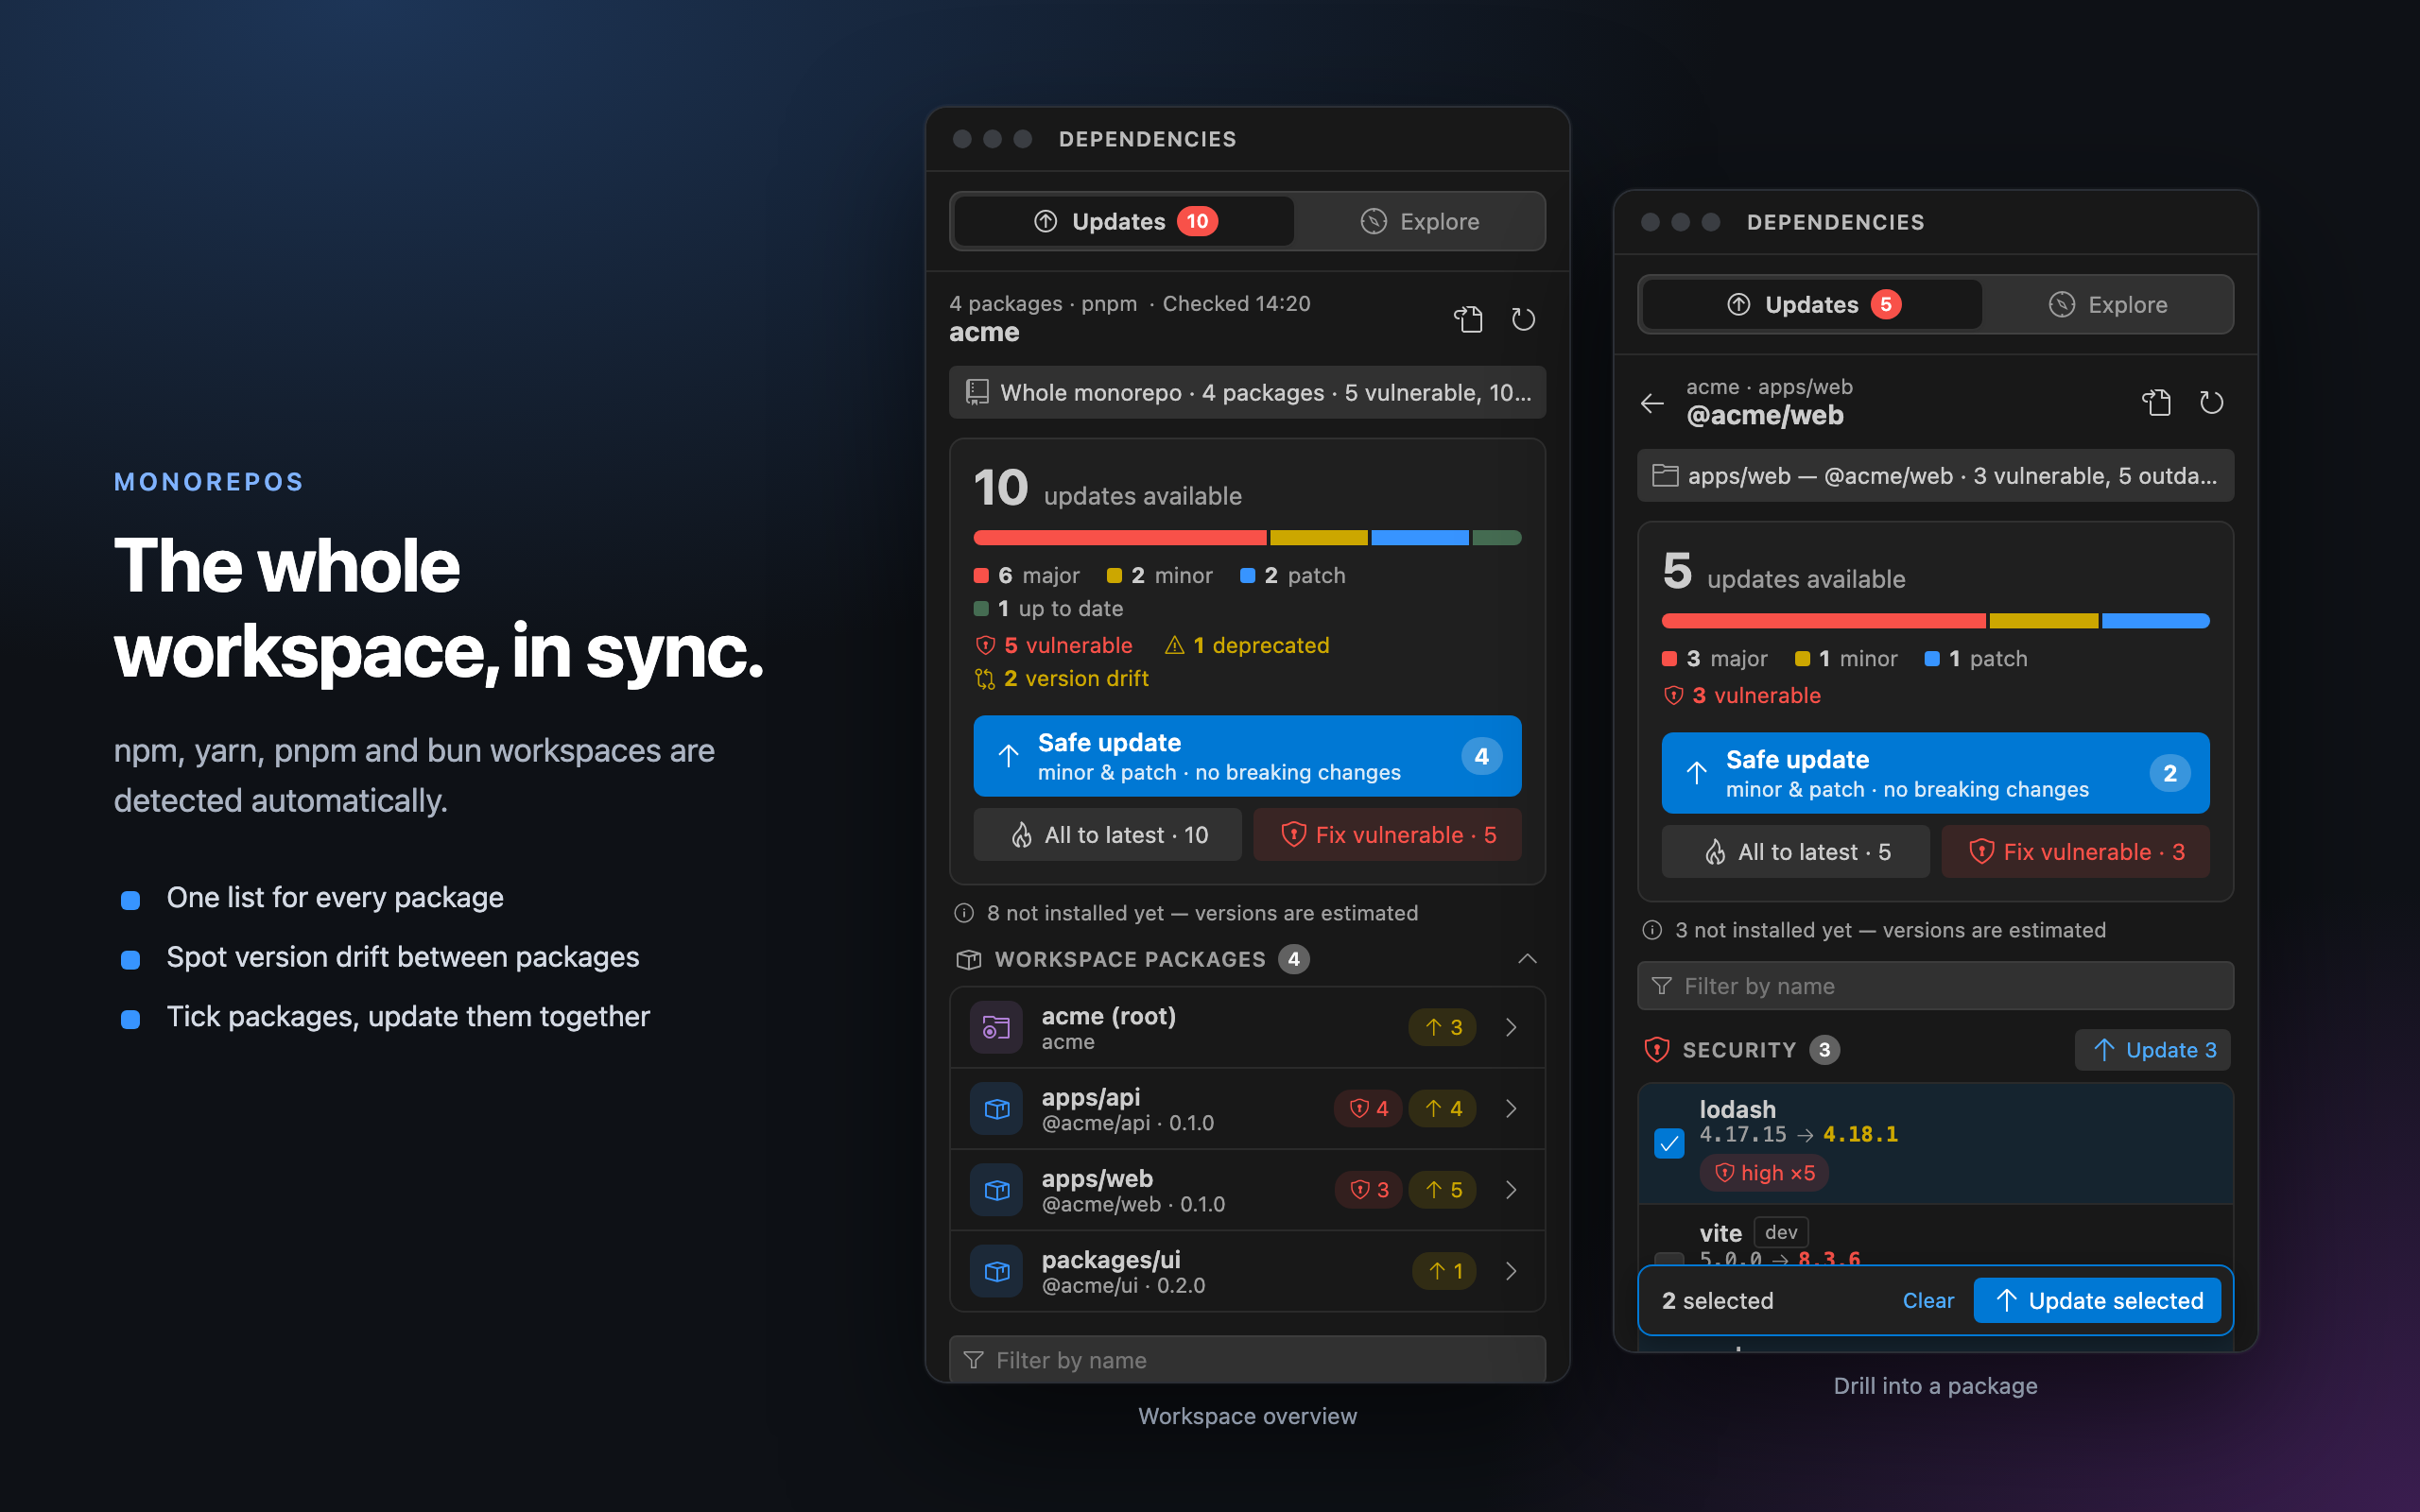 MONOREPOS
The whole
workspace, in sync.
npm, yarn, pnpm and bun workspaces are
detected automatically.
One list for every package
Spot version drift between packages
Tick packages, update them together
DEPENDENCIES
Updates 10
Explore
4 packages · pnpm · Checked 14:20
acme
Whole monorepo · 4 packages · 5 vulnerable, 10...
10 updates available
6 major 2 minor 2 patch
1 up to date
5 vulnerable 1 deprecated
2 version drift
Safe update
minor & patch · no breaking changes
4
All to latest · 10
Fix vulnerable · 5
8 not installed yet — versions are estimated
WORKSPACE PACKAGES 4
acme (root)
acme
3
apps/api
@acme/api · 0.1.0
4 4
apps/web
@acme/web · 0.1.0
3 5
packages/ui
@acme/ui · 0.2.0
1
Filter by name
Workspace overview
DEPENDENCIES
Updates 5
Explore
acme · apps/web
@acme/web
apps/web — @acme/web · 3 vulnerable, 5 outda...
5 updates available
3 major 1 minor 1 patch
3 vulnerable
Safe update
minor & patch · no breaking changes
2
All to latest · 5
Fix vulnerable · 3
3 not installed yet — versions are estimated
Filter by name
SECURITY 3
Update 3
lodash
4.17.15 → 4.18.1
high ×5
vite dev
5.0.0 → 8.3.6
2 selected
Clear
Update selected
Drill into a package